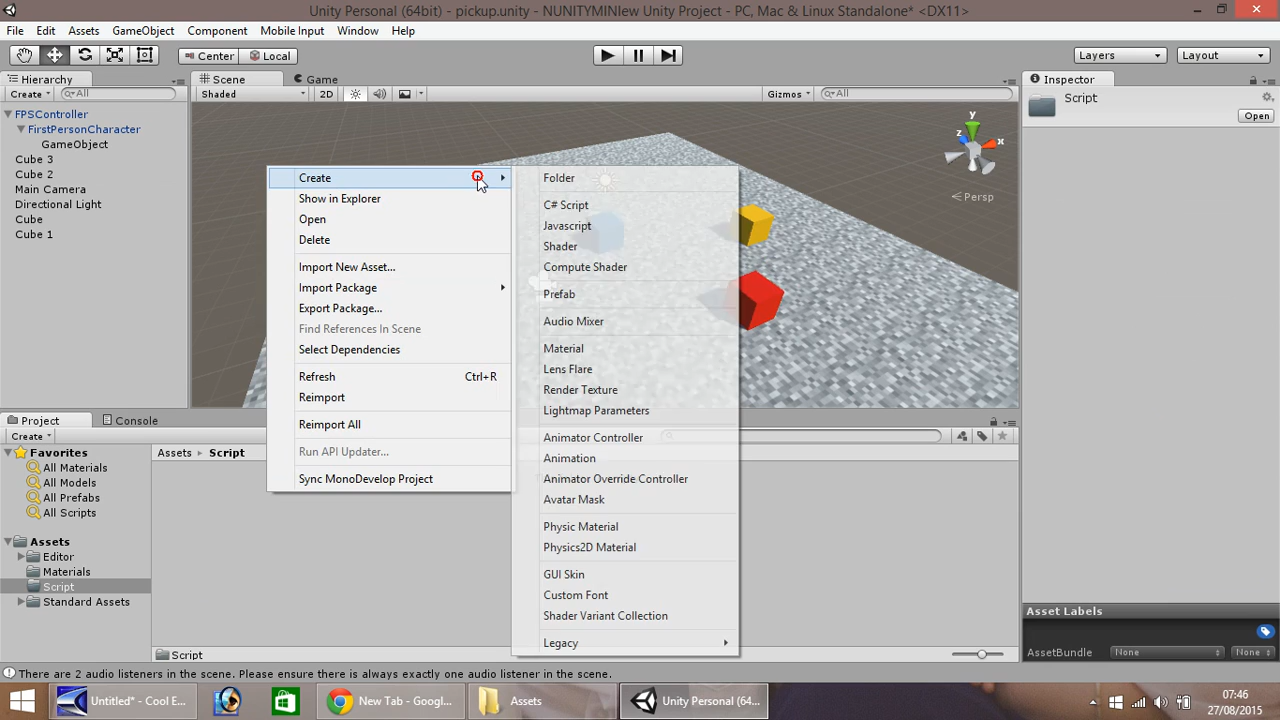 Unity Personal (64bit) - pickup.unity - NUNITYMINIew Unity Project - PC, Mac & Linux Standalone* <DX11>
File Edit Assets GameObject Component Mobile Input Window Help
Center Local Layers Layout
Hierarchy Scene Game Inspector
Create All Shaded 2D Gizmos All Script
Open
FPSController
FirstPersonCharacter
GameObject
Cube 3
Cube 2
Main Camera
Directional Light
Cube
Cube 1
y
z
x
Persp
Create
Show in Explorer
Open
Delete
Import New Asset...
Import Package
Export Package...
Find References In Scene
Select Dependencies
Refresh Ctrl+R
Reimport
Reimport All
Run API Updater...
Sync MonoDevelop Project
Folder
C# Script
Javascript
Shader
Compute Shader
Prefab
Audio Mixer
Material
Lens Flare
Render Texture
Lightmap Parameters
Animator Controller
Animation
Animator Override Controller
Avatar Mask
Physic Material
Physics2D Material
GUI Skin
Custom Font
Shader Variant Collection
Legacy
Project Console
Create
Favorites
All Materials
All Models
All Prefabs
All Scripts
Assets
Editor
Materials
Script
Standard Assets
Assets Script
Script
Asset Labels
AssetBundle None None
There are 2 audio listeners in the scene. Please ensure there is always exactly one audio listener in the scene.
Untitled* - Cool E... New Tab - Google... Assets Unity Personal (64...
07:46
27/08/2015